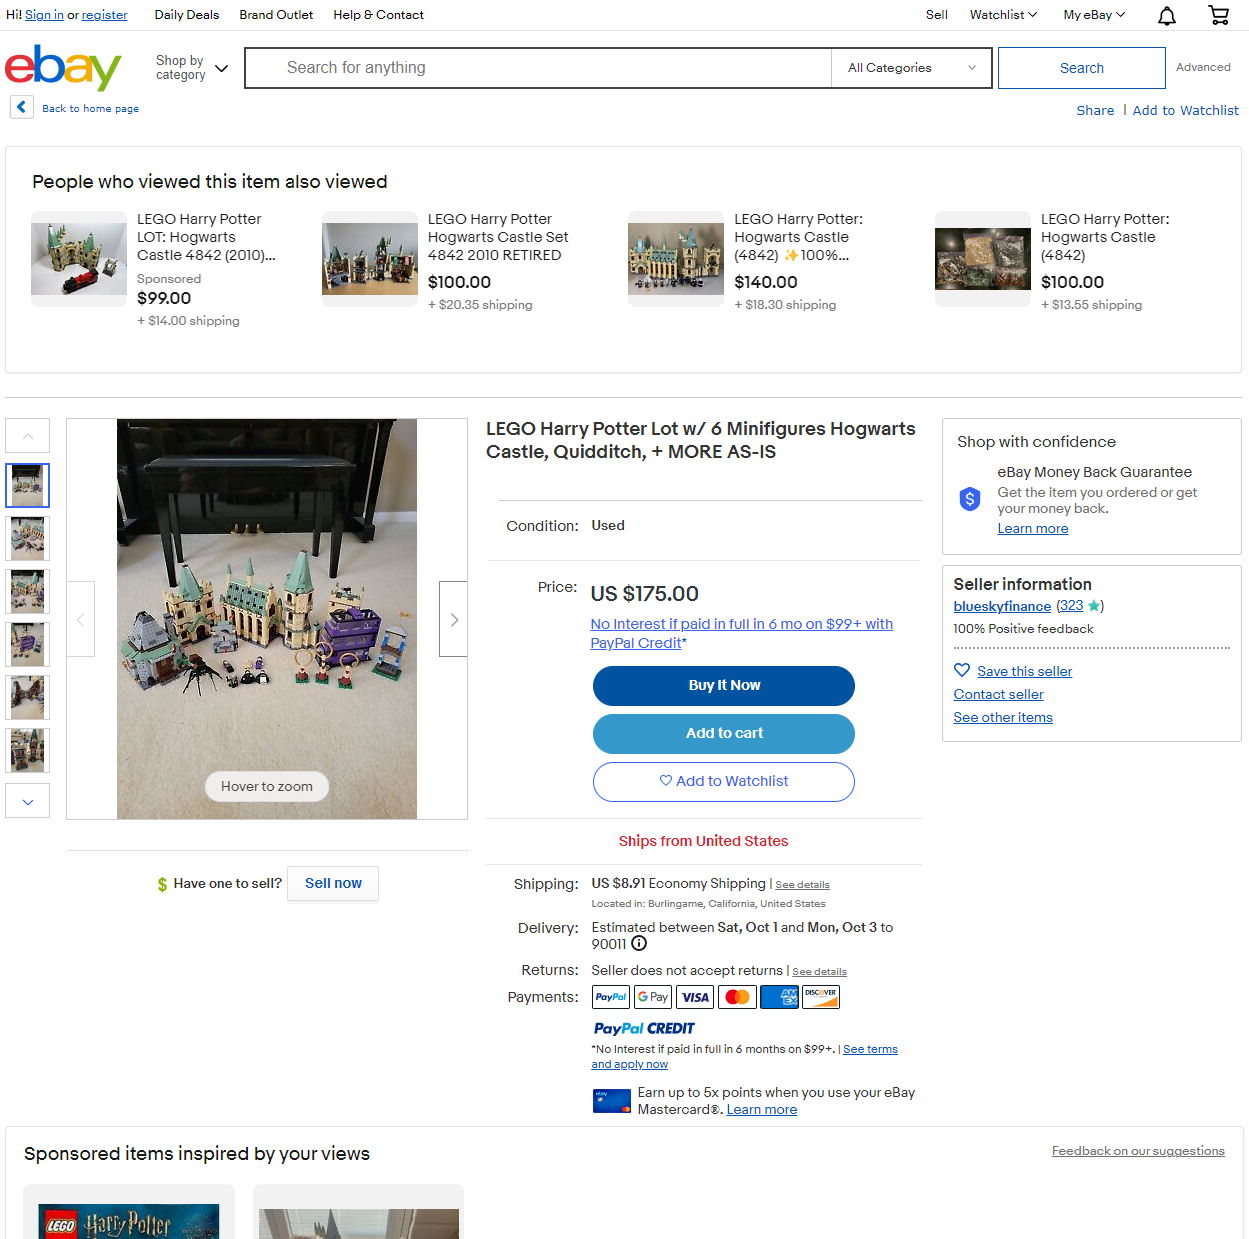 Hi! Sign in or register
Daily Deals
Brand Outlet
Help & Contact
Sell
Watchlist
My eBay
ebay
Shop by
category
Search for anything
All Categories
Search
Advanced
Back to home page
Share
Add to Watchlist
People who viewed this item also viewed
LEGO Harry Potter
LOT: Hogwarts
Castle 4842 (2010)...
Sponsored
$99.00
+ $14.00 shipping
LEGO Harry Potter
Hogwarts Castle Set
4842 2010 RETIRED
$100.00
+ $20.35 shipping
LEGO Harry Potter:
Hogwarts Castle
(4842) ✨100%...
$140.00
+ $18.30 shipping
LEGO Harry Potter:
Hogwarts Castle
(4842)
$100.00
+ $13.55 shipping
Hover to zoom
$ Have one to sell?
Sell now
LEGO Harry Potter Lot w/ 6 Minifigures Hogwarts
Castle, Quidditch, + MORE AS-IS
Condition: Used
Price: US $175.00
No Interest if paid in full in 6 mo on $99+ with
PayPal Credit*
Buy It Now
Add to cart
Add to Watchlist
Ships from United States
Shipping: US $8.91 Economy Shipping | See details
Located in: Burlingame, California, United States
Delivery: Estimated between Sat, Oct 1 and Mon, Oct 3 to
90011
Returns: Seller does not accept returns | See details
Payments: PayPal G Pay VISA AM EX DISCOVER
PayPal CREDIT
*No Interest if paid in full in 6 months on $99+. | See terms
and apply now
ebay
Earn up to 5x points when you use your eBay
Mastercard®. Learn more
Shop with confidence
eBay Money Back Guarantee
Get the item you ordered or get
your money back.
Learn more
Seller information
blueskyfinance (323 ★)
100% Positive feedback
Save this seller
Contact seller
See other items
Sponsored items inspired by your views
Feedback on our suggestions
LEGO Harry Potter